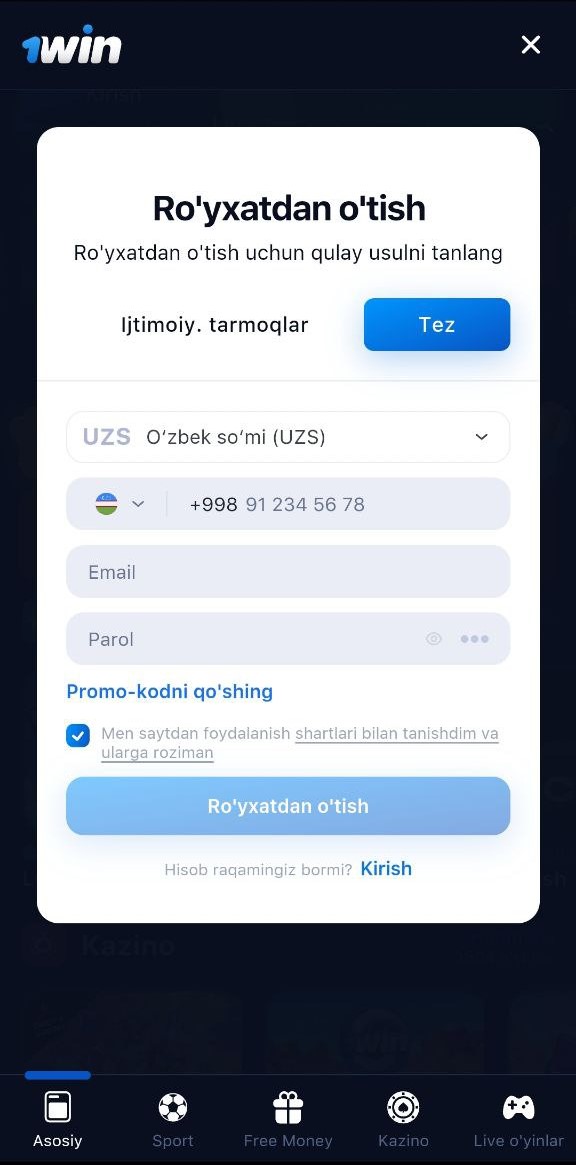 1win
Ro'yxatdan o'tish
Ro'yxatdan o'tish uchun qulay usulni tanlang
Ijtimoiy. tarmoqlar
Tez
UZS O‘zbek so‘mi (UZS)
+998 91 234 56 78
Email
Parol
Promo-kodni qo'shing
Men saytdan foydalanish shartlari bilan tanishdim va
ularga roziman
Ro'yxatdan o'tish
Hisob raqamingiz bormi? Kirish
Kazino
Asosiy Sport Free Money Kazino Live o'yinlar